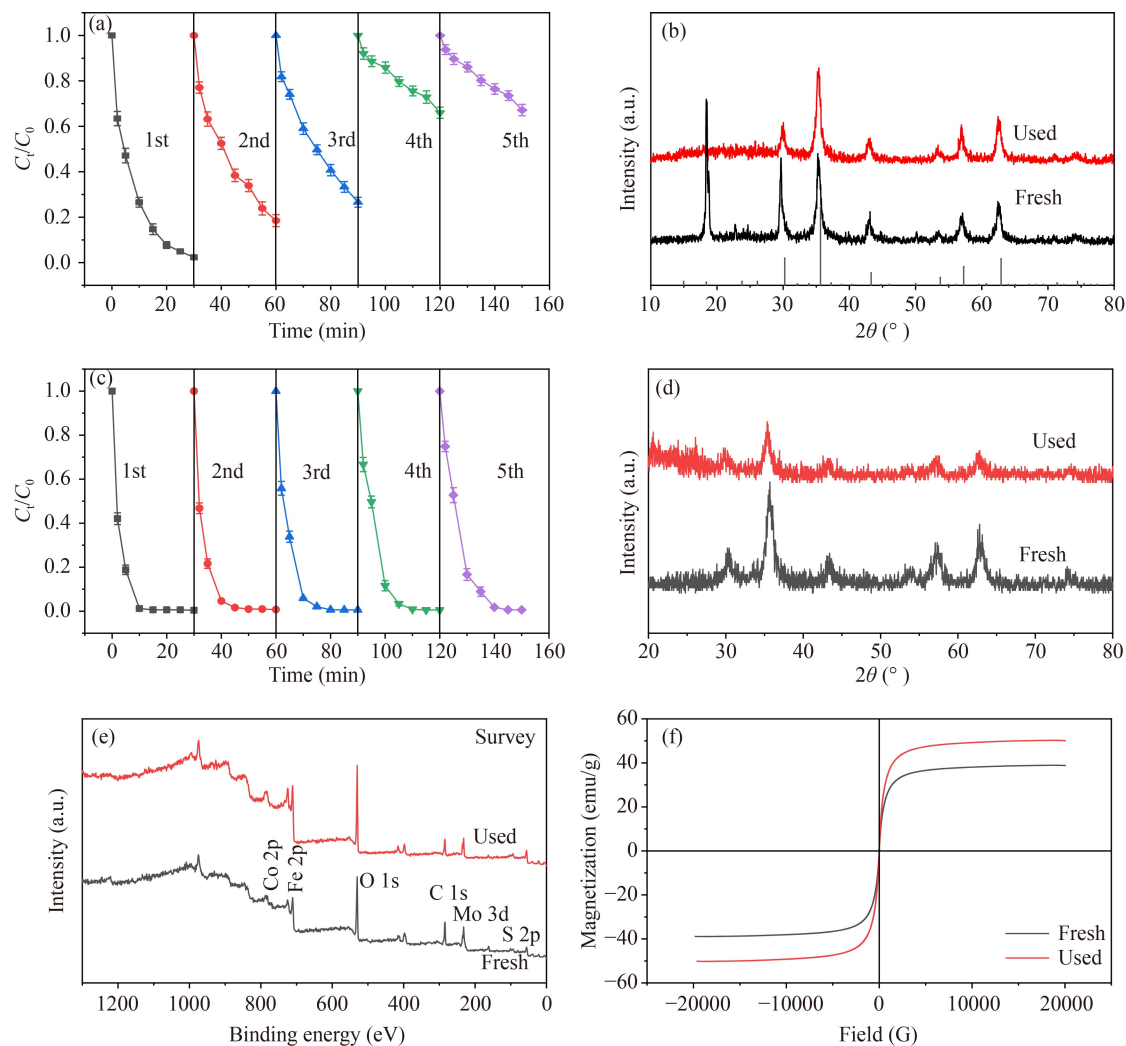 (a)
1.0
0.8
0.6
0.4
0.2
0.0
Ct/C0
1st
2nd
3rd
4th
5th
0 20 40 60 80 100 120 140 160
Time (min)
(b)
Intensity (a.u.)
Used
Fresh
10 20 30 40 50 60 70 80
2θ (°)
(c)
1.0
0.8
0.6
0.4
0.2
0.0
Ct/C0
1st
2nd
3rd
4th
5th
0 20 40 60 80 100 120 140 160
Time (min)
(d)
Intensity (a.u.)
Used
Fresh
20 30 40 50 60 70 80
2θ (°)
(e)
Survey
Intensity (a.u.)
Used
Co 2p
Fe 2p
O 1s
C 1s
Mo 3d
S 2p
Fresh
1200 1000 800 600 400 200 0
Binding energy (eV)
(f)
60
40
20
0
−20
−40
−60
Magnetization (emu/g)
Fresh
Used
−20000 −10000 0 10000 20000
Field (G)